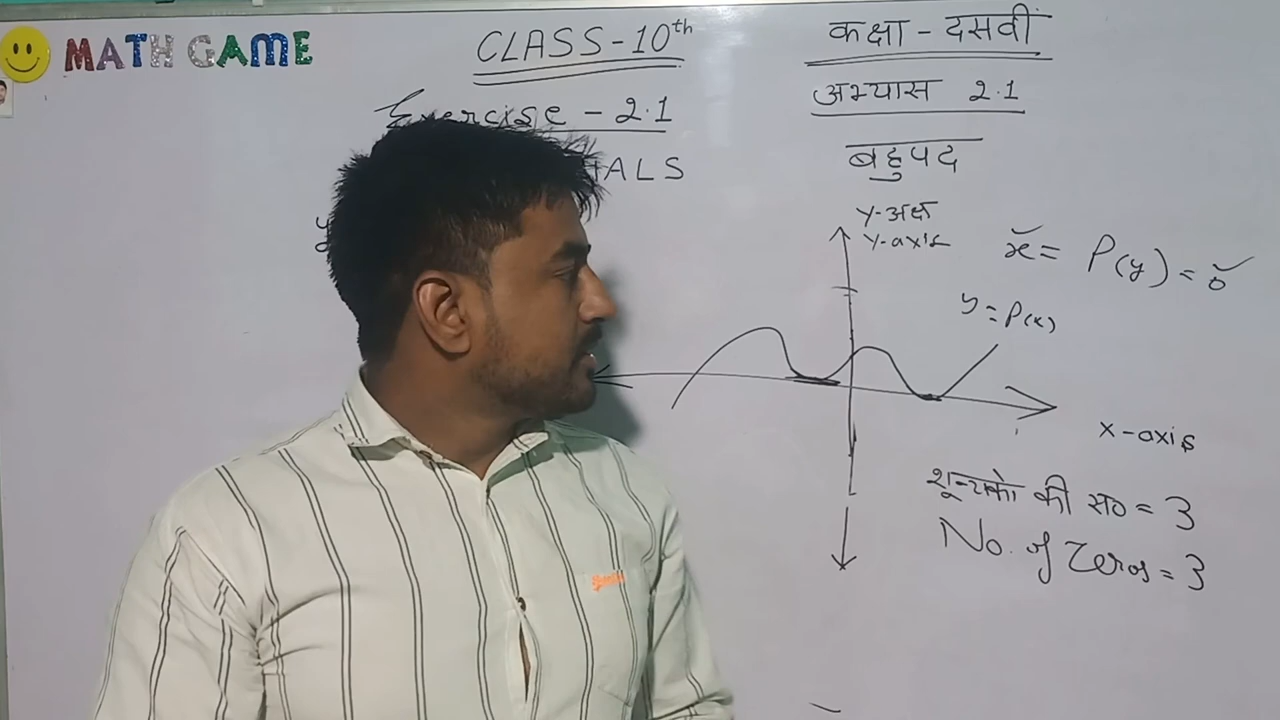 MATH GAME
CLASS-10th
Exercise - 2.1
ALS
कक्षा - दसवीं
अभ्यास 2.1
बहुपद
y-अक्ष
y-axis
x = P(y) = 0
y = P(x)
x-axis
शून्यको की सं० = 3
No. of zeros = 3